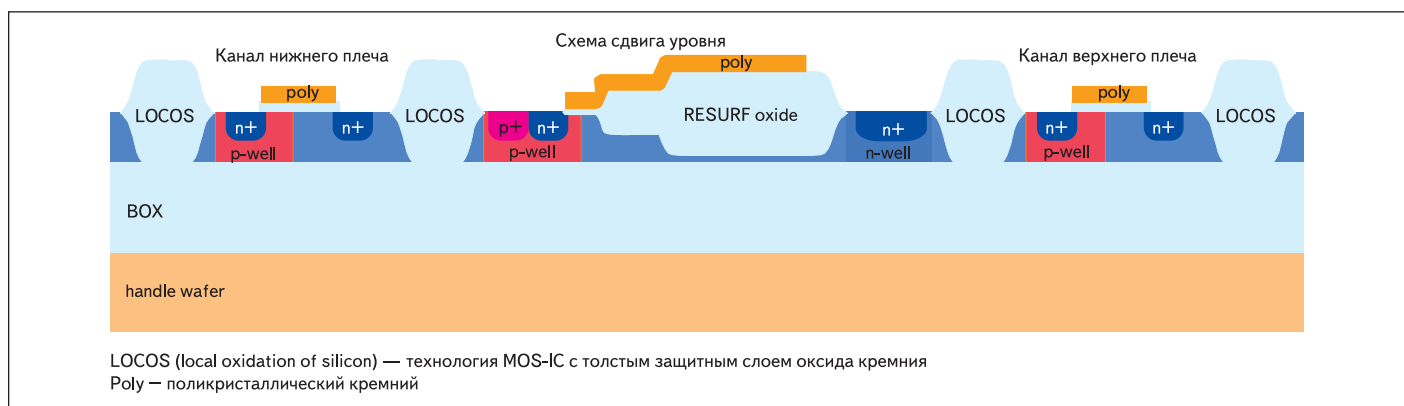 Канал нижнего плеча
Схема сдвига уровня
Канал верхнего плеча
poly
poly
poly
LOCOS
LOCOS
RESURF oxide
LOCOS
LOCOS
n+
n+
p+
n+
n+
n+
n+
p-well
p-well
n-well
p-well
BOX
handle wafer
LOCOS (local oxidation of silicon) — технология MOS-IC с толстым защитным слоем оксида кремния
Poly — поликристаллический кремний